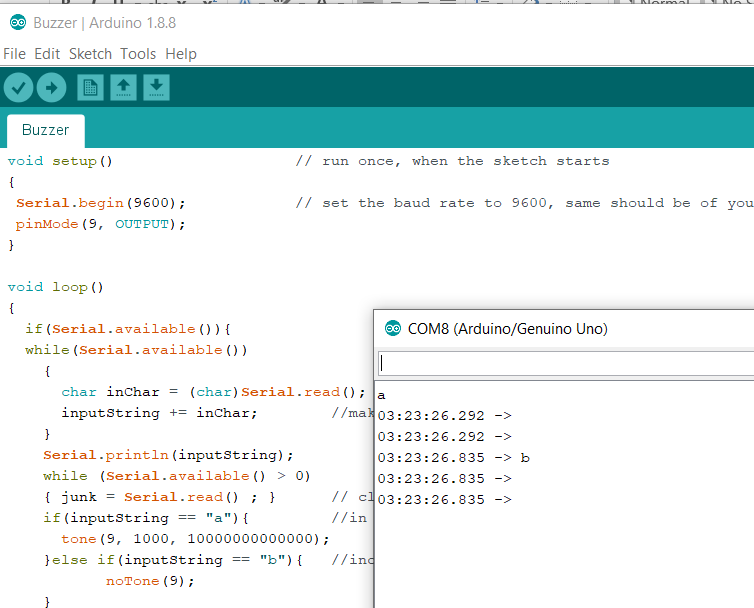 Buzzer | Arduino 1.8.8
File Edit Sketch Tools Help
Buzzer
void setup() // run once, when the sketch starts
{
Serial.begin(9600); // set the baud rate to 9600, same should be of you
pinMode(9, OUTPUT);
}
void loop()
{
if(Serial.available()){
while(Serial.available())
{
char inChar = (char)Serial.read();
inputString += inChar; //mak
}
Serial.println(inputString);
while (Serial.available() > 0)
{ junk = Serial.read() ; } // cl
if(inputString == "a"){ //in
tone(9, 1000, 10000000000000);
}else if(inputString == "b"){ //inc
noTone(9);
}
COM8 (Arduino/Genuino Uno)
a
03:23:26.292 ->
03:23:26.292 ->
03:23:26.835 -> b
03:23:26.835 ->
03:23:26.835 ->